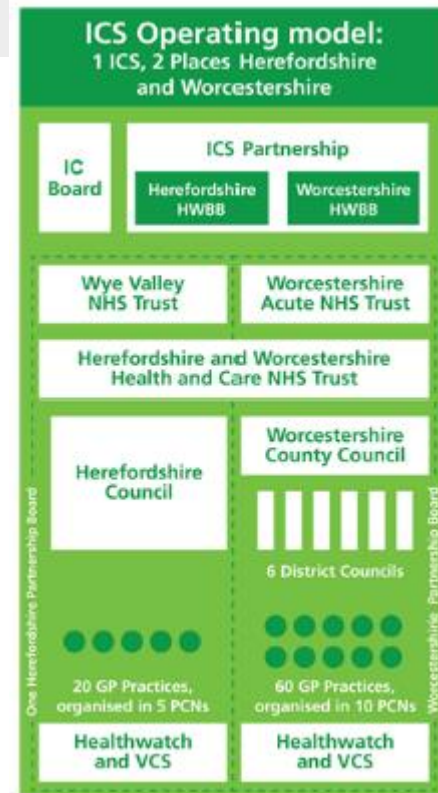 ICS Operating model:
1 ICS, 2 Places Herefordshire
and Worcestershire
IC
Board
ICS Partnership
Herefordshire
HWBB
Worcestershire
HWBB
Wye Valley
NHS Trust
Worcestershire
Acute NHS Trust
Herefordshire and Worcestershire
Health and Care NHS Trust
Herefordshire
Council
Worcestershire
County Council
6 District Councils
20 GP Practices,
organised in 5 PCNs
60 GP Practices,
organised in 10 PCNs
Healthwatch
and VCS
Healthwatch
and VCS
One Herefordshire Partnership Board
Worcestershire. Partnership Board